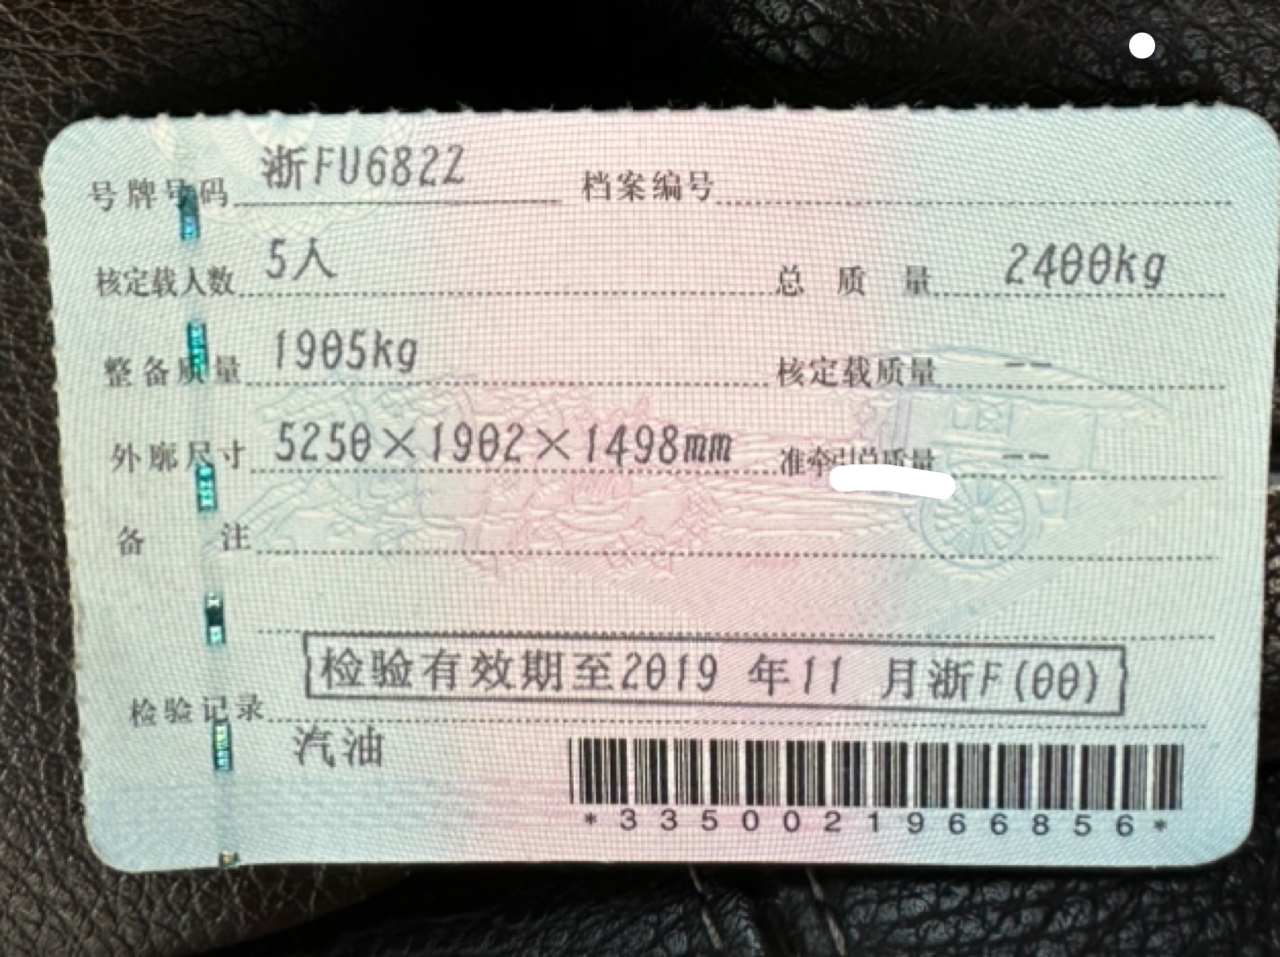 号牌号码 浙FU6822 档案编号
核定载人数 5人 总质量 2400kg
整备质量 1905kg 核定载质量 --
外廓尺寸 5250×1902×1498mm 准牵引总质量 --
备注
检验有效期至2019 年11 月浙F(00)
检验记录
汽油
*3350021966856*